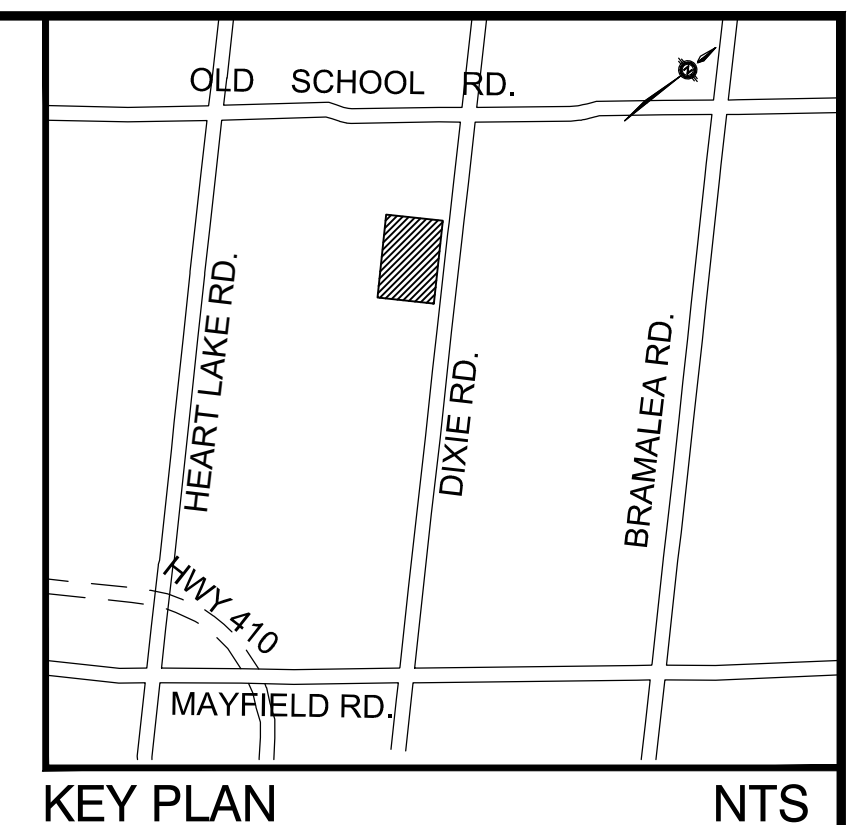 OLD SCHOOL RD.
N
HEART LAKE RD.
DIXIE RD.
BRAMALEA RD.
HWY 410
MAYFIELD RD.
KEY PLAN
NTS